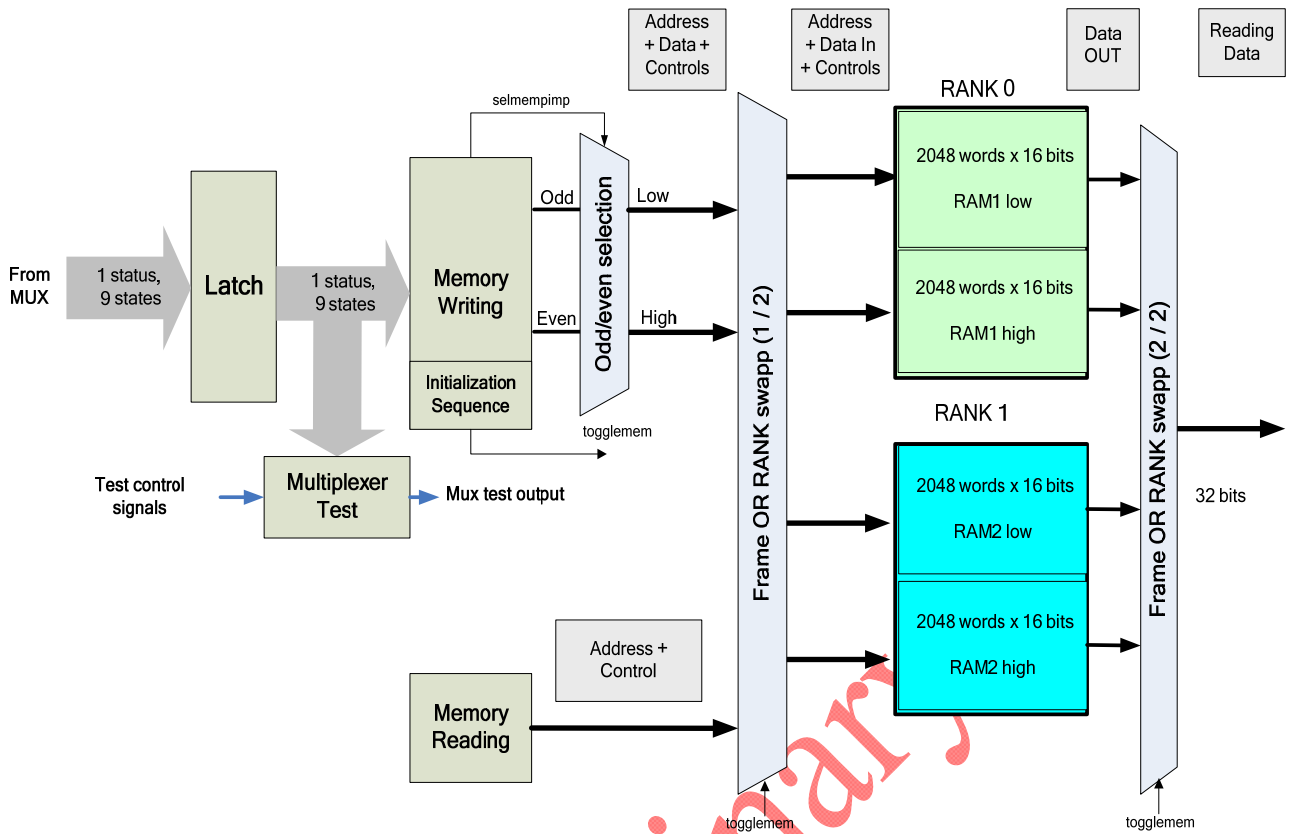 Address
+ Data +
Controls
Address
+ Data In
+ Controls
Data
OUT
Reading
Data
RANK 0
selmempimp
2048 words x 16 bits
RAM1 low
Odd
Low
Odd/even selection
From
MUX
1 status,
9 states
Latch
1 status,
9 states
Memory
Writing
Even
High
2048 words x 16 bits
RAM1 high
Initialization
Sequence
togglemem
Frame OR RANK swapp (1 / 2)
Frame OR RANK swapp (2 / 2)
RANK 1
2048 words x 16 bits
RAM2 low
Test control
signals
Multiplexer
Test
Mux test output
32 bits
Address +
Control
2048 words x 16 bits
RAM2 high
Memory
Reading
togglemem
togglemem
inary